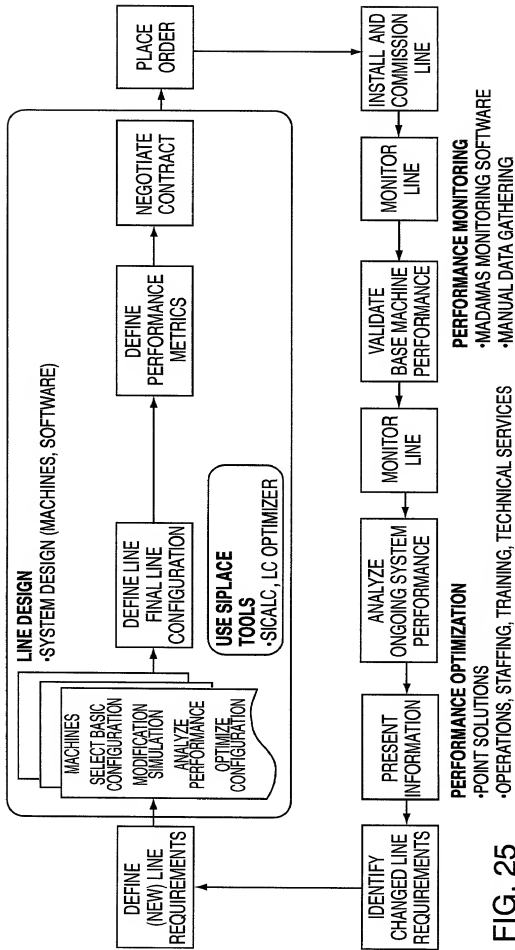 LINE DESIGN
•SYSTEM DESIGN (MACHINES, SOFTWARE)
DEFINE
(NEW) LINE
REQUIREMENTS
MACHINES
SELECT BASIC
CONFIGURATION
MODIFICATION
SIMULATION
ANALYZE
PERFORMANCE
OPTIMIZE
CONFIGURATION
DEFINE LINE
FINAL LINE
CONFIGURATION
DEFINE
PERFORMANCE
METRICS
NEGOTIATE
CONTRACT
PLACE
ORDER
USE SIPLACE
TOOLS
•SICALC, LC OPTIMIZER
INSTALL AND
COMMISSION
LINE
MONITOR
LINE
VALIDATE
BASE MACHINE
PERFORMANCE
MONITOR
LINE
ANALYZE
ONGOING SYSTEM
PERFORMANCE
PRESENT
INFORMATION
IDENTIFY
CHANGED LINE
REQUIREMENTS
PERFORMANCE OPTIMIZATION
•POINT SOLUTIONS
•OPERATIONS, STAFFING, TRAINING, TECHNICAL SERVICES
PERFORMANCE MONITORING
•MADAMAS MONITORING SOFTWARE
•MANUAL DATA GATHERING
FIG. 25